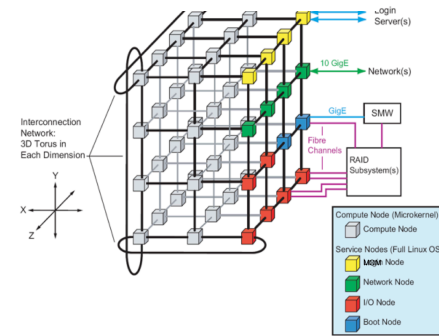 Login
Server(s)
10 GigE
Network(s)
GigE
SMW
Interconnection
Network:
3D Torus in
Each Dimension
Fibre
Channels
RAID
Subsystem(s)
Y
X
Z
Compute Node (Microkernel)
Compute Node
Service Nodes (Full Linux OS
Node
Network Node
I/O Node
Boot Node